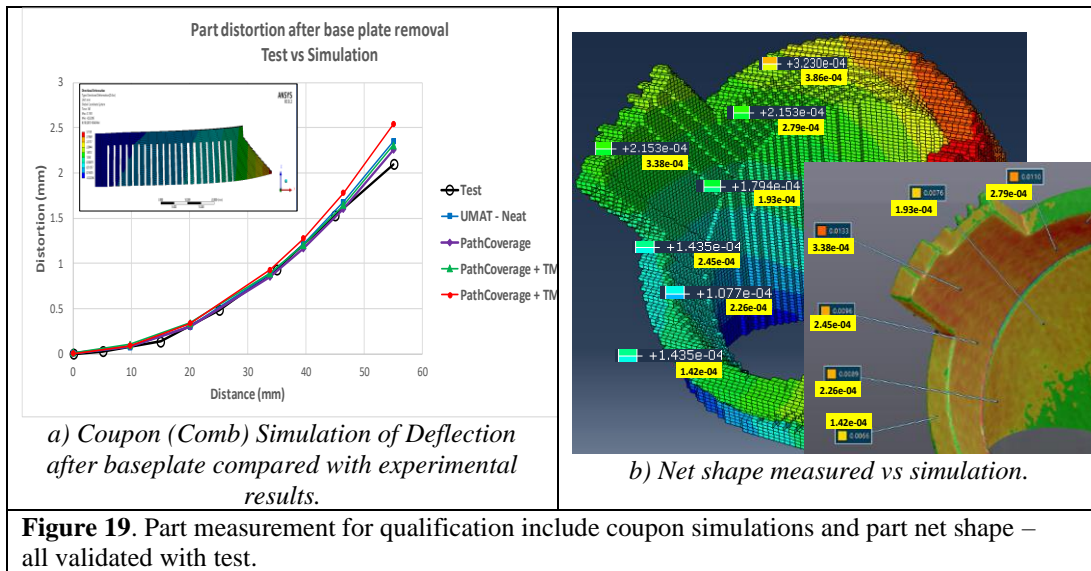 Part distortion after base plate removal
Test vs Simulation
3
2.5
2
1.5
1
0.5
0
Distortion (mm)
0
10
20
30
40
50
60
Distance (mm)
ANSYS
Test
UMAT - Neat
PathCoverage
PathCoverage + TM
PathCoverage + TM
a) Coupon (Comb) Simulation of Deflection
after baseplate compared with experimental
results.
+3.230e-04
3.86e-04
+2.153e-04
2.79e-04
+2.153e-04
3.38e-04
+1.794e-04
1.93e-04
+1.435e-04
2.45e-04
+1.077e-04
2.26e-04
+1.435e-04
1.42e-04
0.0110
2.79e-04
0.0076
1.93e-04
0.0133
3.38e-04
0.0096
2.45e-04
0.0089
2.26e-04
1.42e-04
b) Net shape measured vs simulation.
Figure 19. Part measurement for qualification include coupon simulations and part net shape –
all validated with test.